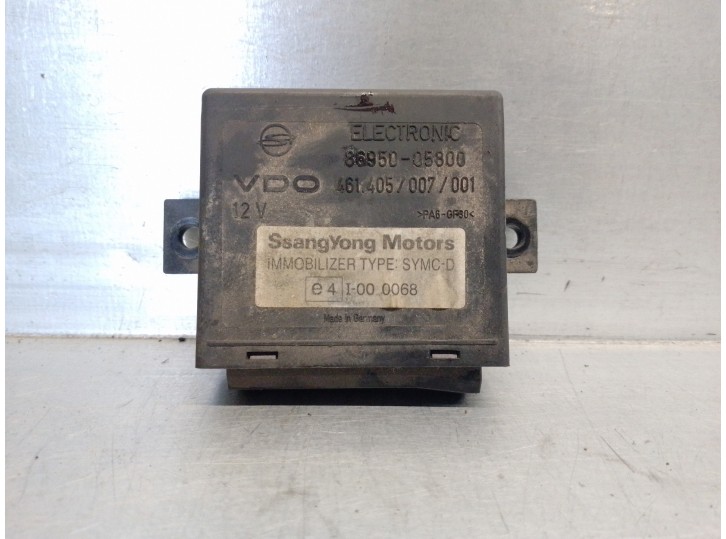 ELECTRONIC
86950-05800
VDO 461.405/007/001
12 V >PA6-GF30<
SsangYong Motors
IMMOBILIZER TYPE: SYMC-D
e4 I-00 0068
Made in Germany